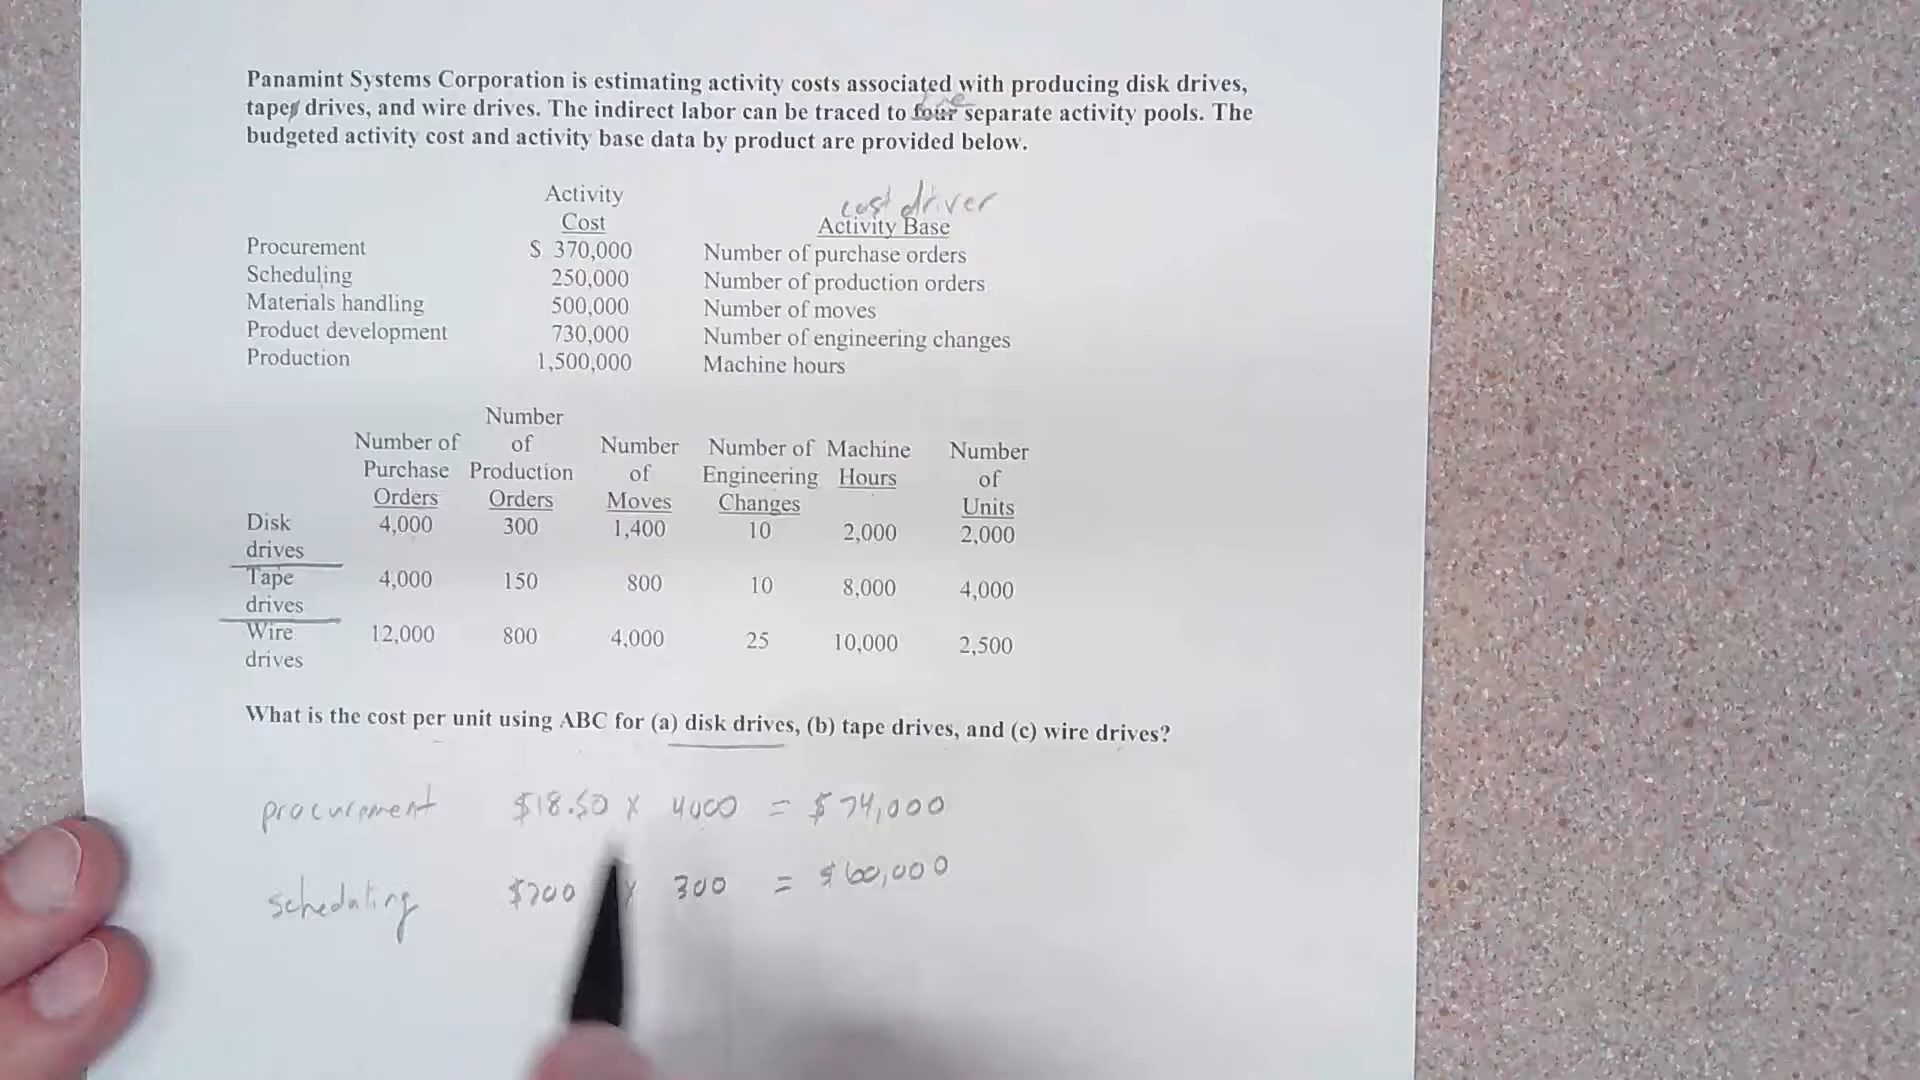 Panamint Systems Corporation is estimating activity costs associated with producing disk drives,
tapes drives, and wire drives. The indirect labor can be traced to four five separate activity pools. The
budgeted activity cost and activity base data by product are provided below.
Activity Cost cost driver Activity Base
Procurement $ 370,000 Number of purchase orders
Scheduling 250,000 Number of production orders
Materials handling 500,000 Number of moves
Product development 730,000 Number of engineering changes
Production 1,500,000 Machine hours
Number of Purchase Orders Number of Production Orders Number of Moves Number of Engineering Changes Machine Hours Number of Units
Disk drives 4,000 300 1,400 10 2,000 2,000
Tape drives 4,000 150 800 10 8,000 4,000
Wire drives 12,000 800 4,000 25 10,000 2,500
What is the cost per unit using ABC for (a) disk drives, (b) tape drives, and (c) wire drives?
procurement $18.50 x 4000 = $74,000
scheduling $200 x 300 = $60,000